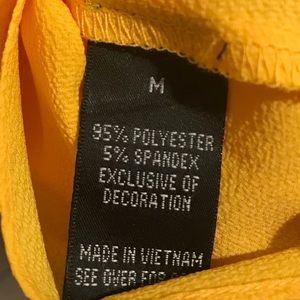 M
95% POLYESTER
5% SPANDEX
EXCLUSIVE OF
DECORATION
MADE IN VIETNAM
SEE OVER FOR